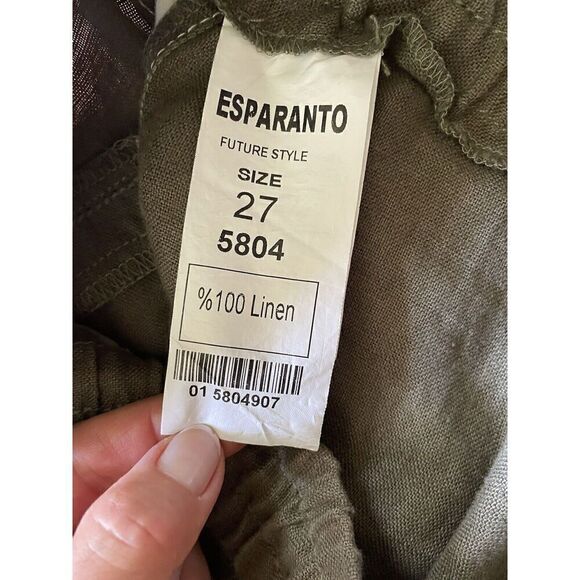 ESPARANTO
FUTURE STYLE
SIZE
27
5804
%100 Linen
01 5804907